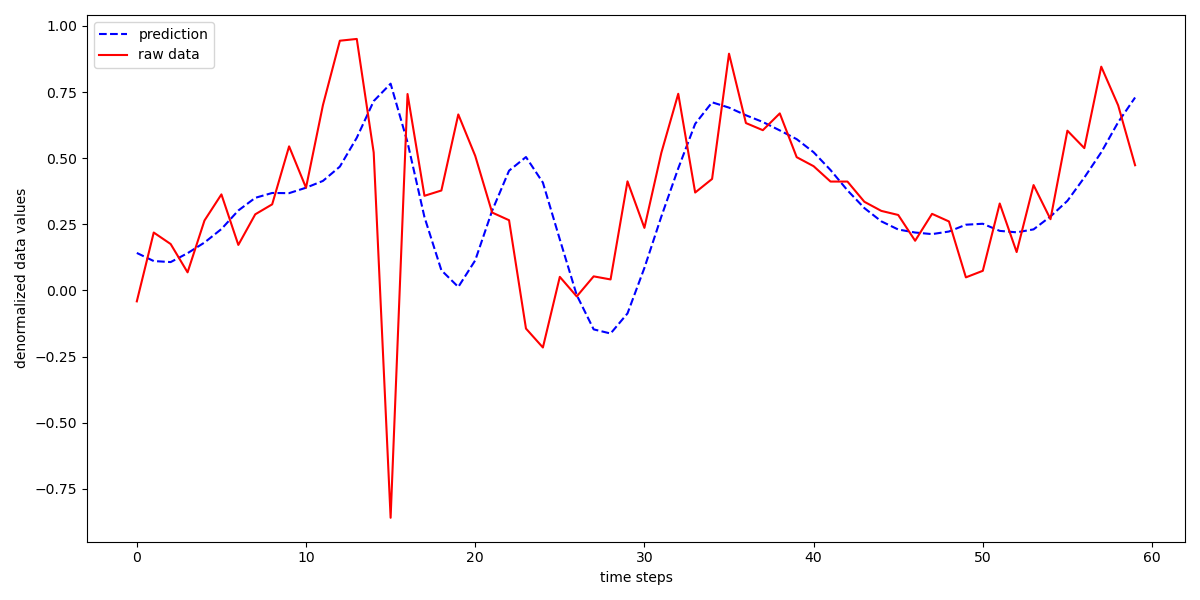 prediction
raw data
1.00
0.75
0.50
0.25
0.00
−0.25
−0.50
−0.75
denormalized data values
0 10 20 30 40 50 60
time steps